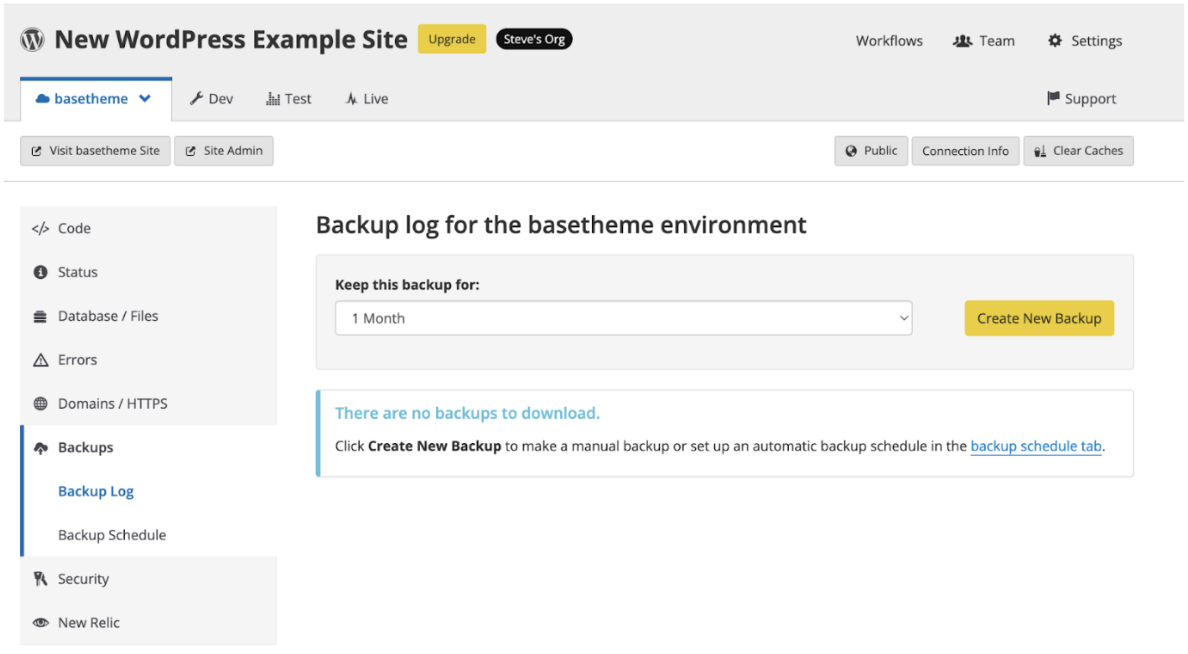 New WordPress Example Site Upgrade Steve's Org
Workflows Team Settings
basetheme Dev Test Live Support
Visit basetheme Site Site Admin Public Connection Info Clear Caches
Code
Status
Database / Files
Errors
Domains / HTTPS
Backups
Backup Log
Backup Schedule
Security
New Relic
Backup log for the basetheme environment
Keep this backup for:
1 Month Create New Backup
There are no backups to download.
Click Create New Backup to make a manual backup or set up an automatic backup schedule in the backup schedule tab.